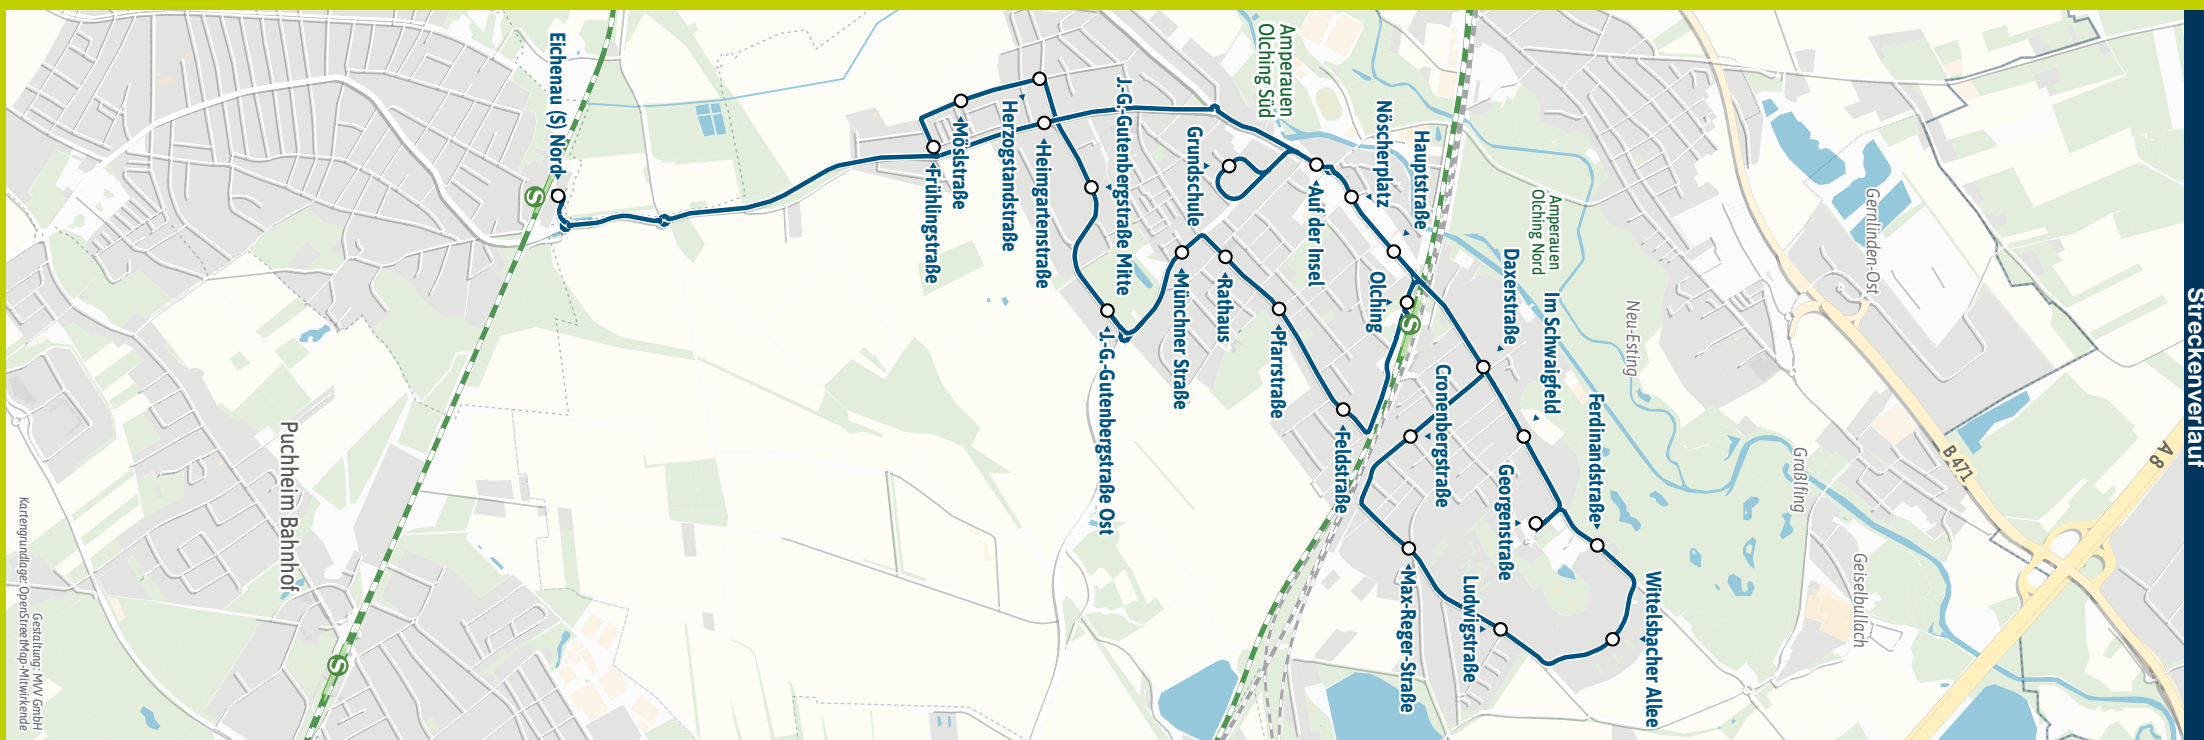 Streckenverlauf
A 8
B 471
Gernlinden-Ost
Neu-Esting
Graßlfing
Geiselbullach
Amperauen
Olching Nord
Amperauen
Olching Süd
Wittelsbacher Allee
Ferdinandstraße
Im Schwaigfeld
Daxerstraße
Georgenstraße
Ludwigstraße
Cronenbergstraße
Max-Reger-Straße
Hauptstraße
Nöscherplatz
Olching
S
Feldstraße
Auf der Insel
Pfarrstraße
Rathaus
Grundschule
Münchner Straße
J.-G.-Gutenbergstraße Mitte
J.-G.-Gutenbergstraße Ost
Heimgartenstraße
Herzogstandstraße
Möslstraße
Frühlingstraße
Eichenau (S) Nord
S
Puchheim Bahnhof
S
Gestaltung: MVV GmbH
Kartengrundlage: OpenStreetMap-Mitwirkende